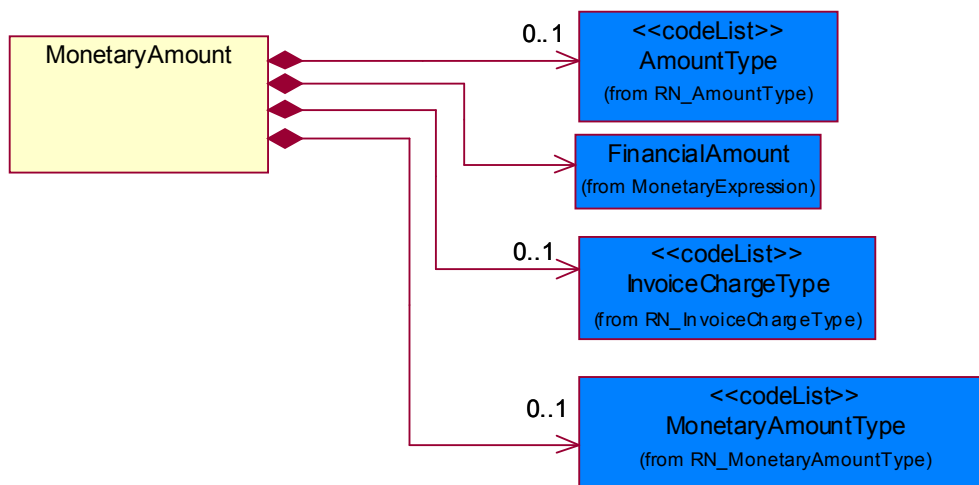 MonetaryAmount
0..1
<<codeList>>
AmountType
(from RN_AmountType)
FinancialAmount
(from MonetaryExpression)
0..1
<<codeList>>
InvoiceChargeType
(from RN_InvoiceChargeType)
0..1
<<codeList>>
MonetaryAmountType
(from RN_MonetaryAmountType)